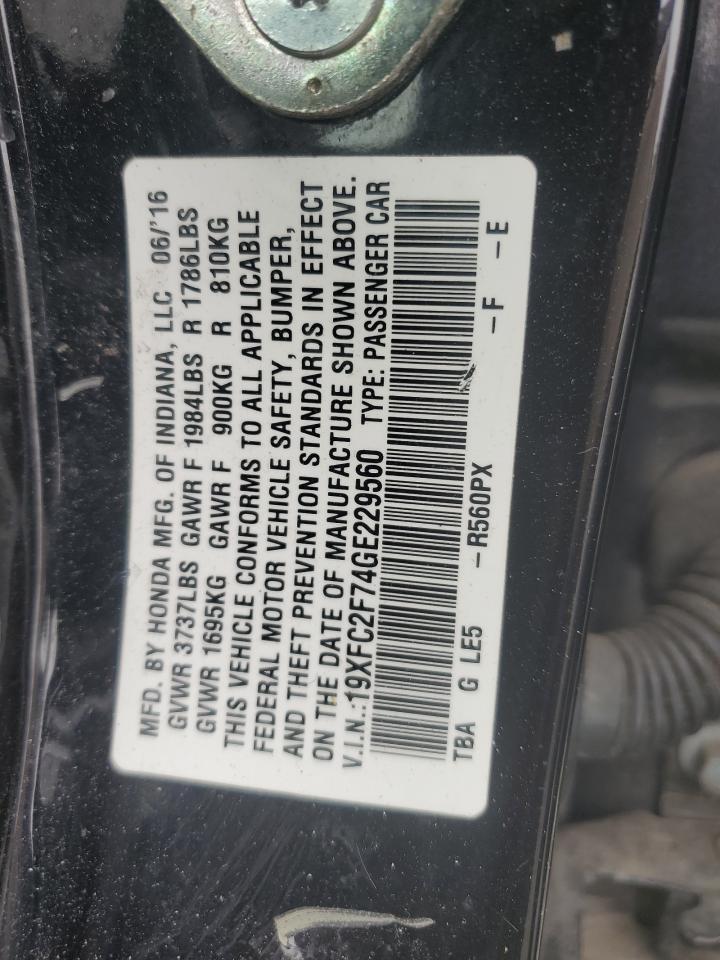 MFD. BY HONDA MFG. OF INDIANA, LLC 06/'16
GVWR 3737LBS GAWR F 1984LBS R 1786LBS
GVWR 1695KG GAWR F 900KG R 810KG
THIS VEHICLE CONFORMS TO ALL APPLICABLE
FEDERAL MOTOR VEHICLE SAFETY, BUMPER,
AND THEFT PREVENTION STANDARDS IN EFFECT
ON THE DATE OF MANUFACTURE SHOWN ABOVE.
V.I.N.:19XFC2F74GE229560 TYPE: PASSENGER CAR
TBA G LE5 -R560PX -F -E